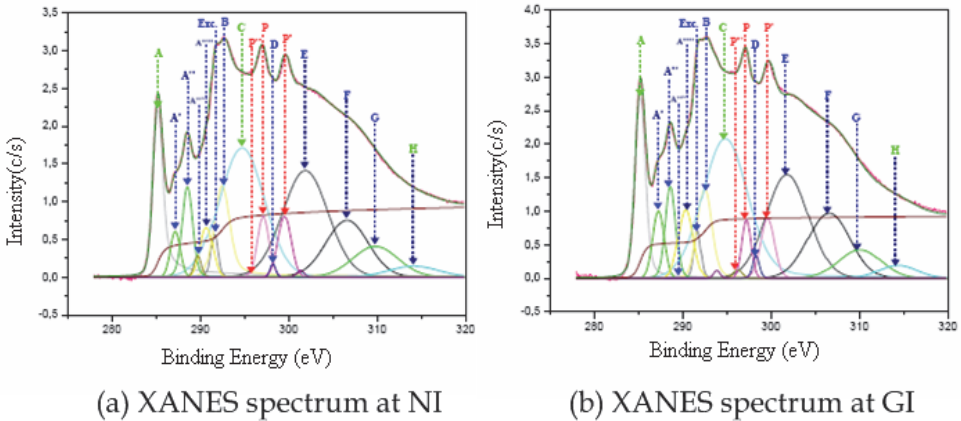 3,5
3,0
2,5
2,0
1,5
1,0
0,5
0,0
-0,5
Intensity(c/s)
280 290 300 310 320
Binding Energy (eV)
A A' A'' A''' A'''' Exc. B C P'' P D P' E F G H
(a) XANES spectrum at NI
4,0
3,5
3,0
2,5
2,0
1,5
1,0
0,5
0,0
-0,5
Intensity(c/s)
280 290 300 310 320
Binding Energy (eV)
A A' A'' Exc. B C P'' P D P' E F G H
(b) XANES spectrum at GI